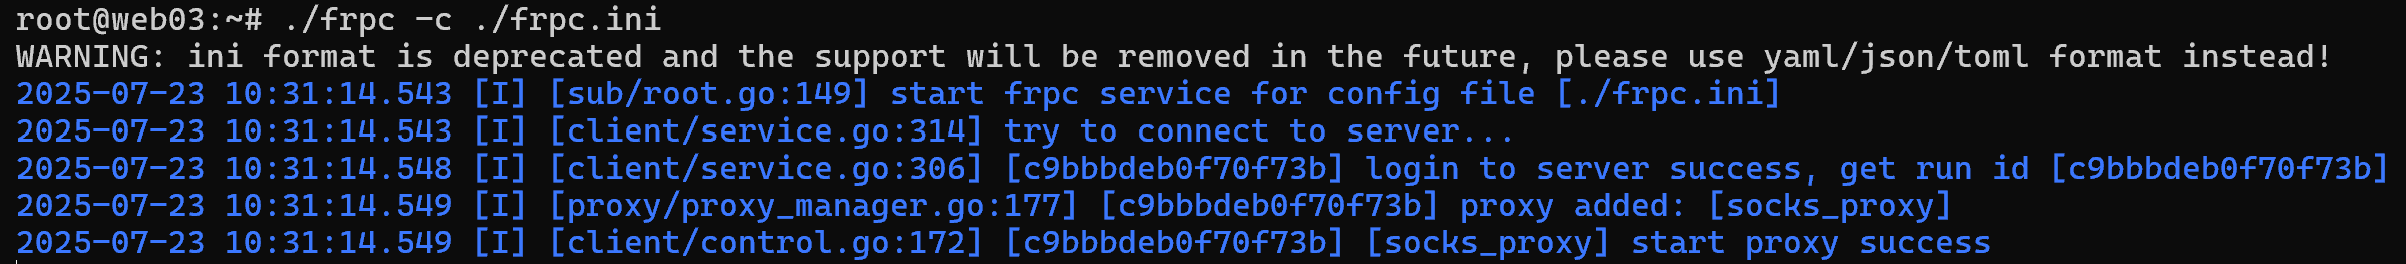 root@web03:~# ./frpc -c ./frpc.ini
WARNING: ini format is deprecated and the support will be removed in the future, please use yaml/json/toml format instead!
2025-07-23 10:31:14.543 [I] [sub/root.go:149] start frpc service for config file [./frpc.ini]
2025-07-23 10:31:14.543 [I] [client/service.go:314] try to connect to server...
2025-07-23 10:31:14.548 [I] [client/service.go:306] [c9bbbdeb0f70f73b] login to server success, get run id [c9bbbdeb0f70f73b]
2025-07-23 10:31:14.549 [I] [proxy/proxy_manager.go:177] [c9bbbdeb0f70f73b] proxy added: [socks_proxy]
2025-07-23 10:31:14.549 [I] [client/control.go:172] [c9bbbdeb0f70f73b] [socks_proxy] start proxy success